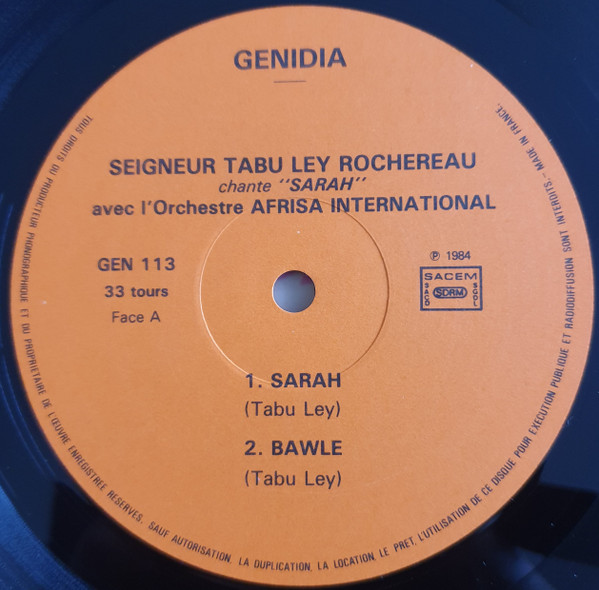 GENIDIA
SEIGNEUR TABU LEY ROCHEREAU
chante "SARAH"
avec l'Orchestre AFRISA INTERNATIONAL
GEN 113
33 tours
Face A
℗ 1984
SACEM
SACD
SDRM
SGDL
1. SARAH
(Tabu Ley)
2. BAWLE
(Tabu Ley)
TOUS DROITS DU PRODUCTEUR PHONOGRAPHIQUE ET DU PROPRIETAIRE DE L'ŒUVRE ENREGISTREE RESERVES. SAUF AUTORISATION, LA DUPLICATION, LA LOCATION, LE PRET, L'UTILISATION DE CE DISQUE POUR EXECUTION PUBLIQUE ET RADIODIFFUSION SONT INTERDITS. MADE IN FRANCE.